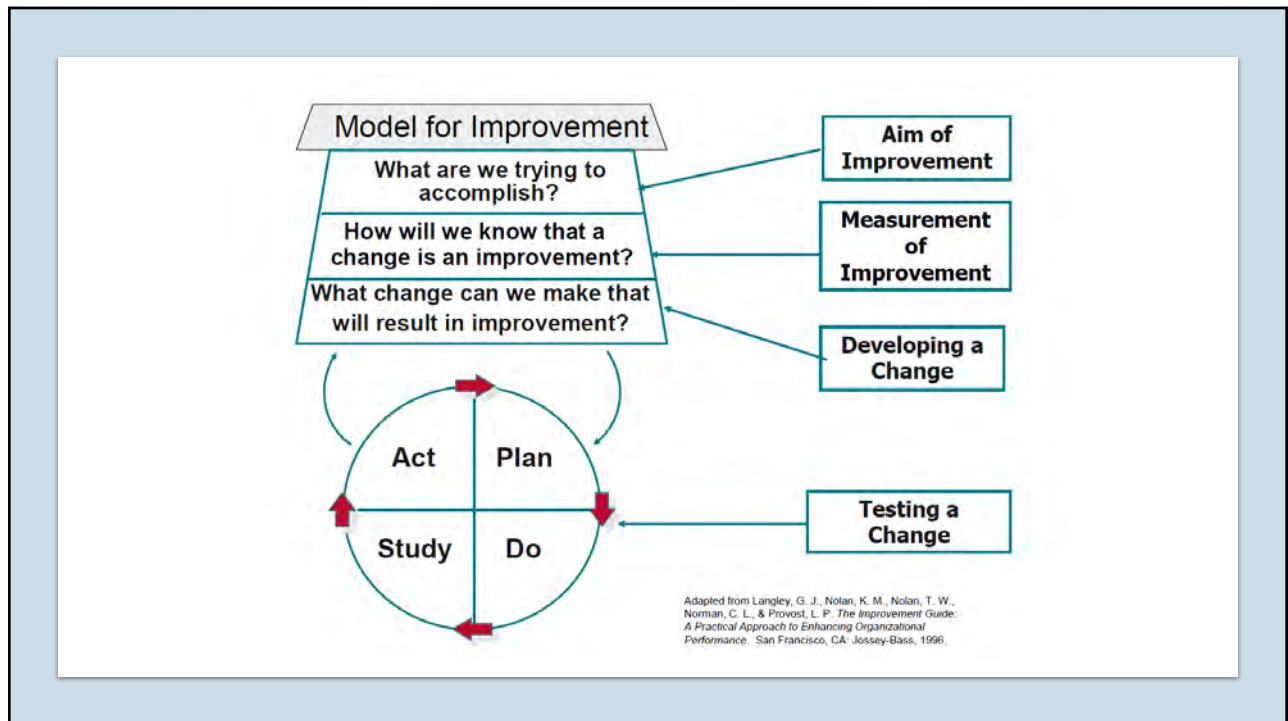 Model for Improvement
What are we trying to
accomplish?
How will we know that a
change is an improvement?
What change can we make that
will result in improvement?
Aim of
Improvement
Measurement
of
Improvement
Developing a
Change
Act
Plan
Study
Do
Testing a
Change
Adapted from Langley, G. J., Nolan, K. M., Nolan, T. W.,
Norman, C. L., & Provost, L. P. The Improvement Guide:
A Practical Approach to Enhancing Organizational
Performance. San Francisco, CA: Jossey-Bass, 1996.